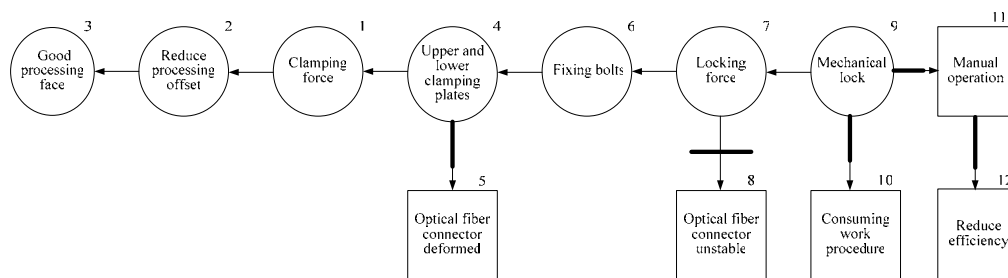 3
2
1
4
6
7
9
11
Good
processing
face
Reduce
processing
offset
Clamping
force
Upper and
lower
clamping
plates
Fixing bolts
Locking
force
Mechanical
lock
Manual
operation
5
8
10
12
Optical fiber
connector
deformed
Optical fiber
connector
unstable
Consuming
work
procedure
Reduce
efficiency